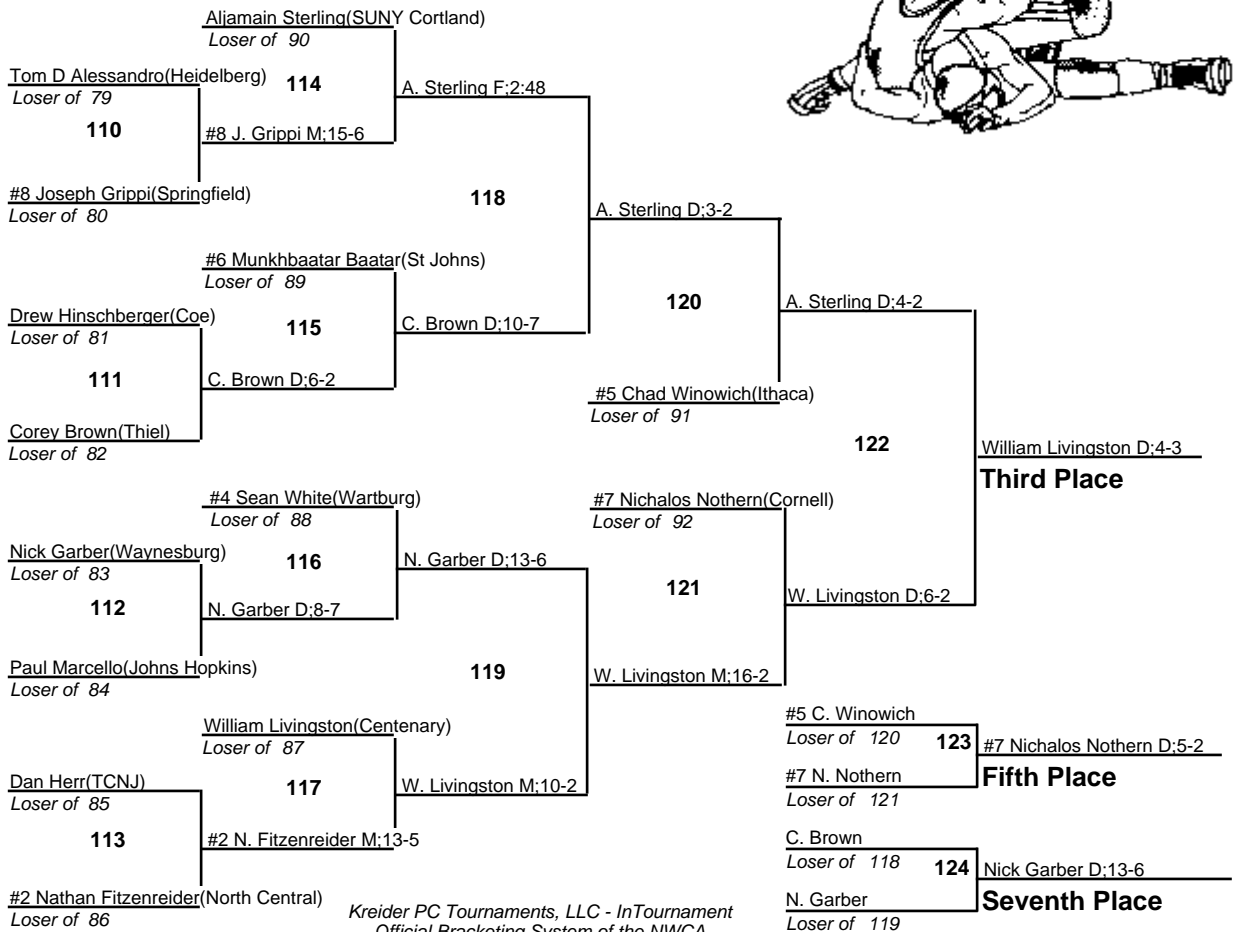 Aljamain Sterling(SUNY Cortland)
Loser of 90
Tom D Alessandro(Heidelberg)
Loser of 79
114
A. Sterling F;2:48
110
#8 J. Grippi M;15-6
#8 Joseph Grippi(Springfield)
Loser of 80
118
A. Sterling D;3-2
#6 Munkhbaatar Baatar(St Johns)
Loser of 89
Drew Hinschberger(Coe)
Loser of 81
115
C. Brown D;10-7
120
A. Sterling D;4-2
111
C. Brown D;6-2
#5 Chad Winowich(Ithaca)
Loser of 91
Corey Brown(Thiel)
Loser of 82
122
William Livingston D;4-3
Third Place
#4 Sean White(Wartburg)
Loser of 88
#7 Nichalos Nothern(Cornell)
Loser of 92
Nick Garber(Waynesburg)
Loser of 83
116
N. Garber D;13-6
121
W. Livingston D;6-2
112
N. Garber D;8-7
Paul Marcello(Johns Hopkins)
Loser of 84
119
W. Livingston M;16-2
William Livingston(Centenary)
Loser of 87
#5 C. Winowich
Loser of 120
123
#7 Nichalos Nothern D;5-2
Fifth Place
Dan Herr(TCNJ)
Loser of 85
117
W. Livingston M;10-2
#7 N. Nothern
Loser of 121
113
#2 N. Fitzenreider M;13-5
C. Brown
Loser of 118
124
Nick Garber D;13-6
Seventh Place
#2 Nathan Fitzenreider(North Central)
Loser of 86
N. Garber
Loser of 119
Kreider PC Tournaments, LLC - InTournament
Official Bracketing System of the NWCA